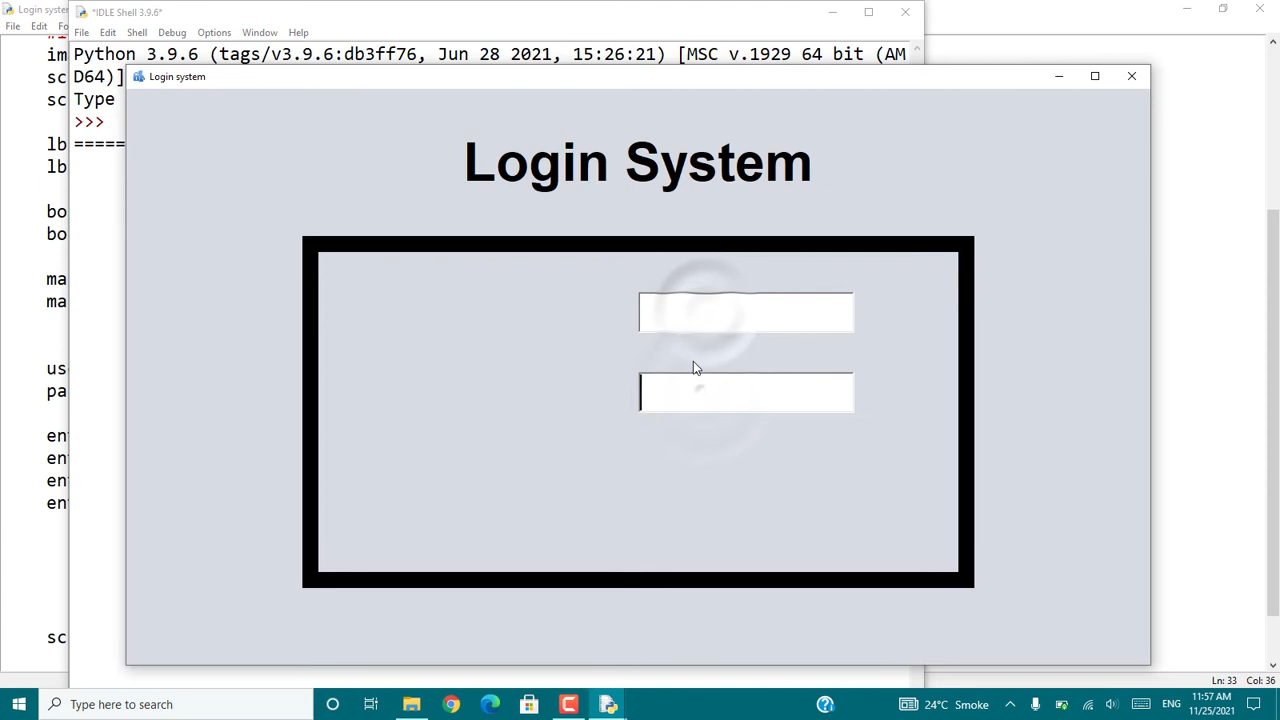 Login system
*IDLE Shell 3.9.6*
File Edit
File Edit Shell Debug Options Window Help
Python 3.9.6 (tags/v3.9.6:db3ff76, Jun 28 2021, 15:26:21) [MSC v.1929 64 bit (AM
D64)]
Type
>>>
=====
im
sc
sc
lb
lb
bo
bo
ma
ma
us
pa
en
en
en
en
sc
Login system
Login System
Ln: 33 Col: 36
Type here to search
24°C Smoke
ENG
11:57 AM
11/25/2021